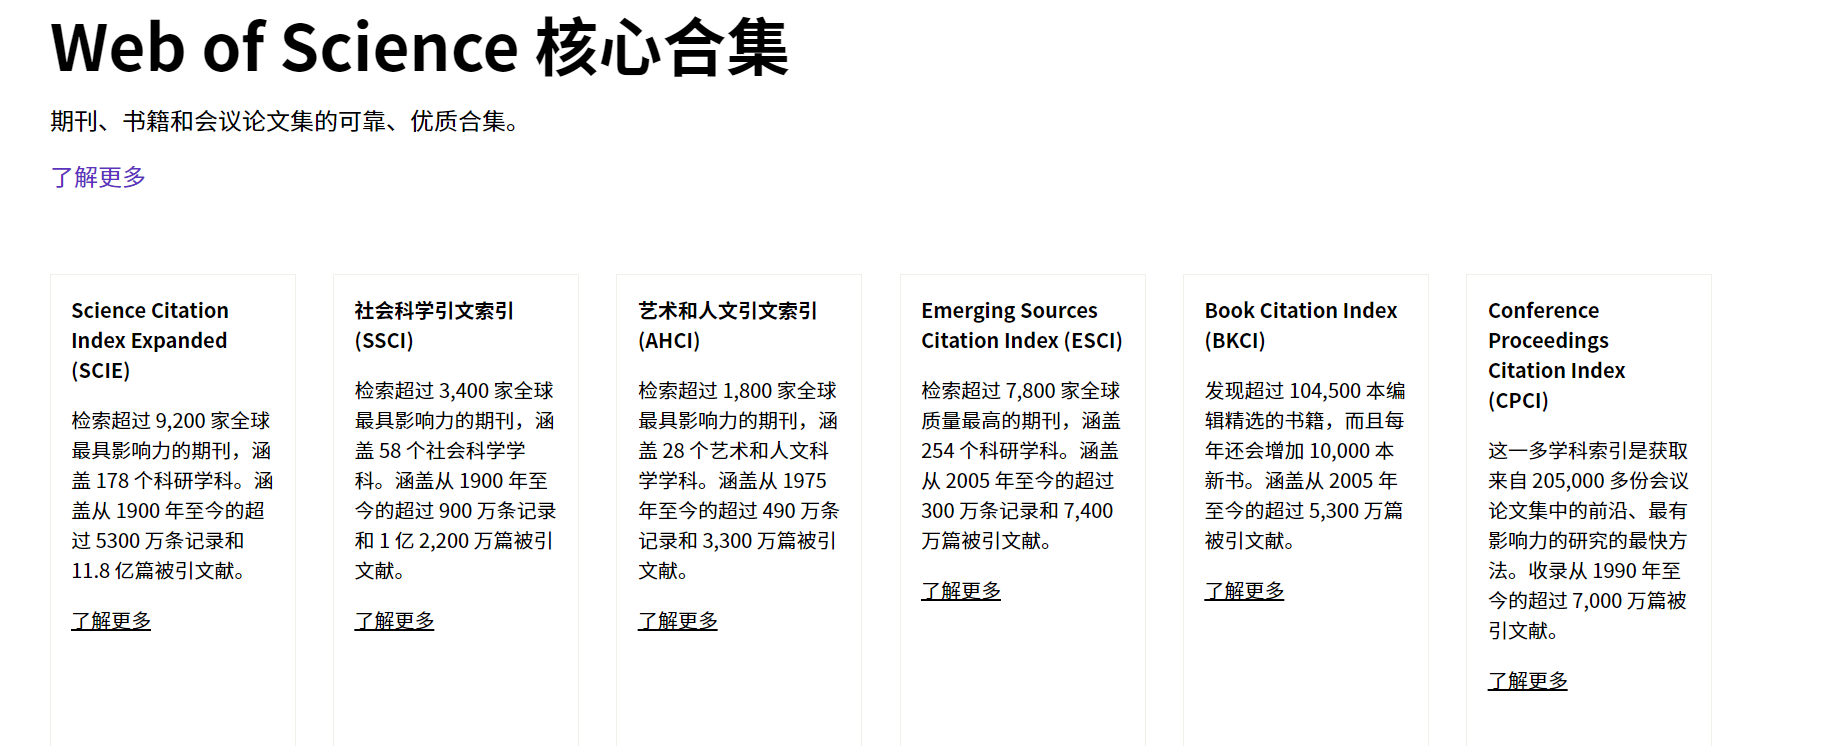 Web of Science 核心合集
期刊、书籍和会议论文集的可靠、优质合集。
了解更多
Science Citation
Index Expanded
(SCIE)
检索超过 9,200 家全球
最具影响力的期刊，涵
盖 178 个科研学科。涵
盖从 1900 年至今的超
过 5300 万条记录和
11.8 亿篇被引文献。
了解更多
社会科学引文索引
(SSCI)
检索超过 3,400 家全球
最具影响力的期刊，涵
盖 58 个社会科学学
科。涵盖从 1900 年至
今的超过 900 万条记录
和 1 亿 2,200 万篇被引
文献。
了解更多
艺术和人文引文索引
(AHCI)
检索超过 1,800 家全球
最具影响力的期刊，涵
盖 28 个艺术和人文科
学学科。涵盖从 1975
年至今的超过 490 万条
记录和 3,300 万篇被引
文献。
了解更多
Emerging Sources
Citation Index (ESCI)
检索超过 7,800 家全球
质量最高的期刊，涵盖
254 个科研学科。涵盖
从 2005 年至今的超过
300 万条记录和 7,400
万篇被引文献。
了解更多
Book Citation Index
(BKCI)
发现超过 104,500 本编
辑精选的书籍，而且每
年还会增加 10,000 本
新书。涵盖从 2005 年
至今的超过 5,300 万篇
被引文献。
了解更多
Conference
Proceedings
Citation Index
(CPCI)
这一多学科索引是获取
来自 205,000 多份会议
论文集中的前沿、最有
影响力的研究的最快方
法。收录从 1990 年至
今的超过 7,000 万篇被
引文献。
了解更多